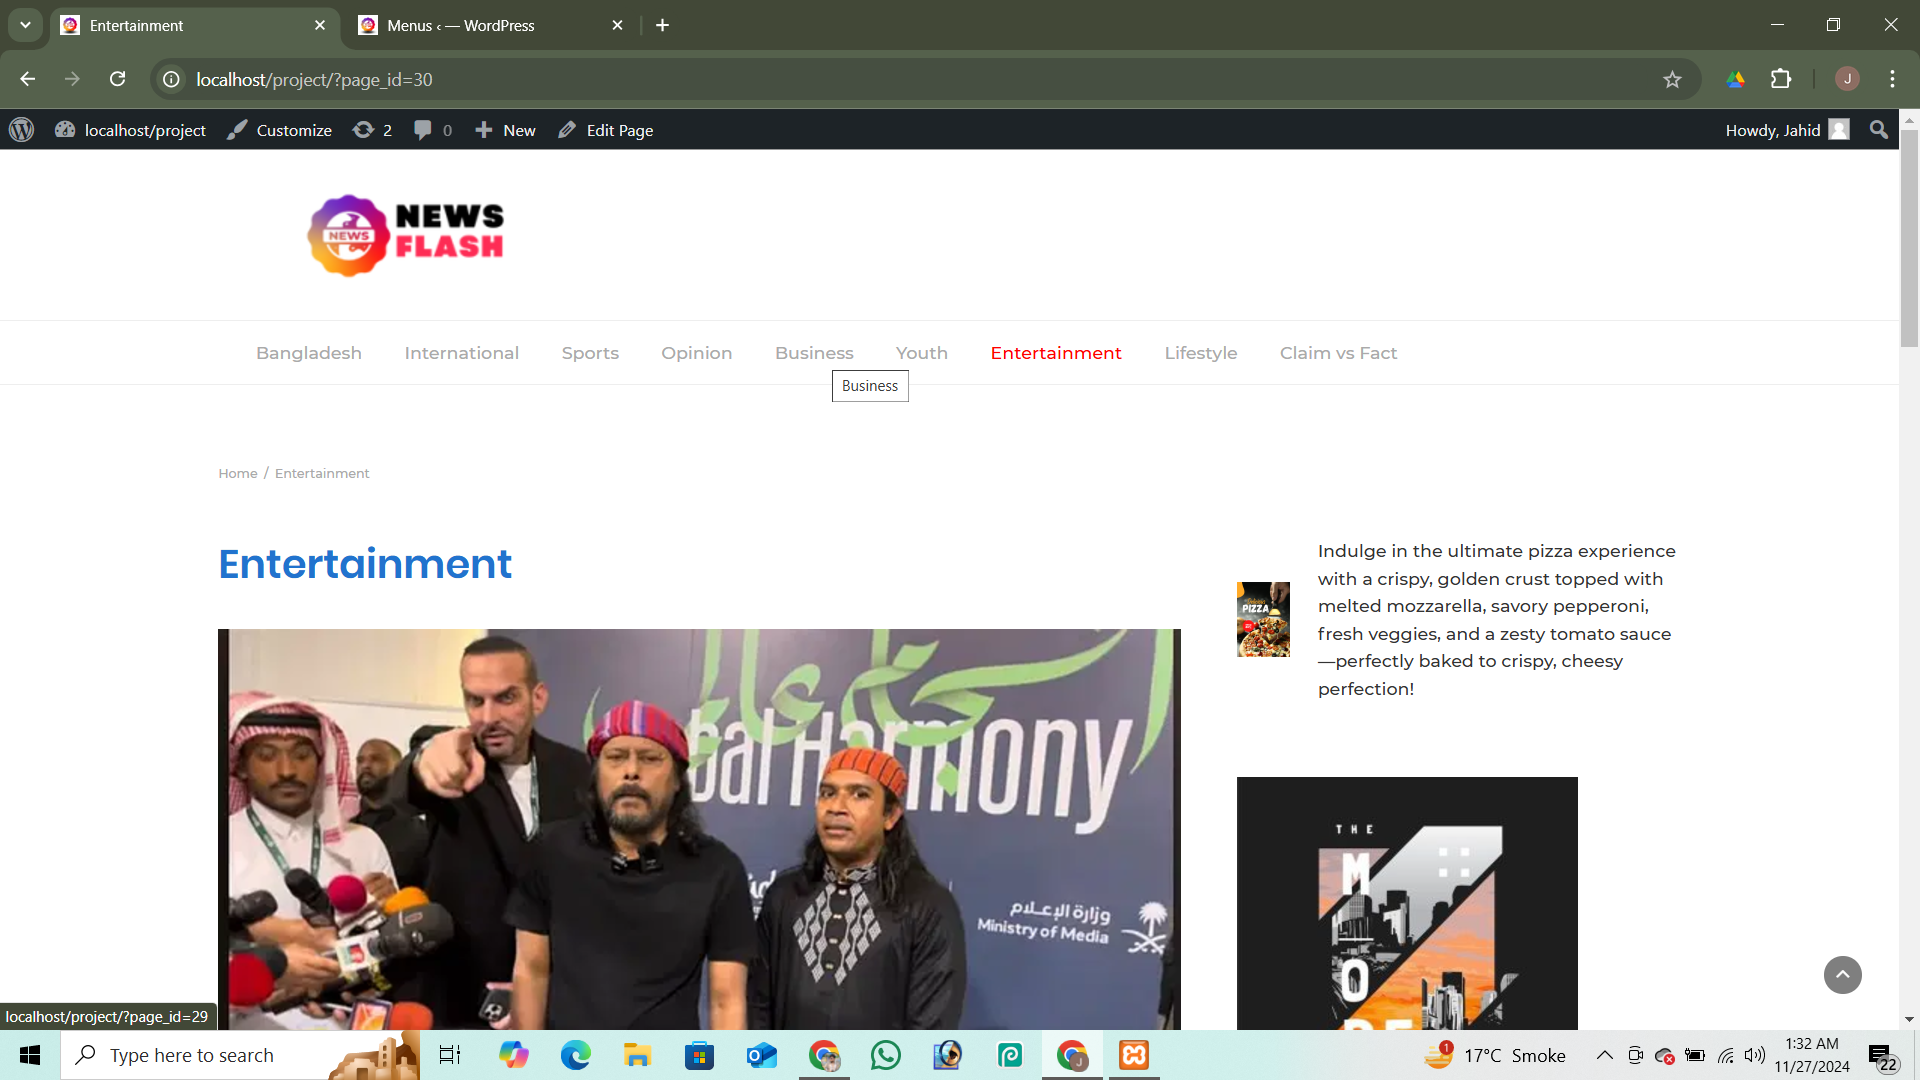 Entertainment
Menus ‹ — WordPress
localhost/project/?page_id=30
J
localhost/project
Customize
2
0
New
Edit Page
Howdy, Jahid
NEWS
NEWS
FLASH
Bangladesh
International
Sports
Opinion
Business
Youth
Entertainment
Lifestyle
Claim vs Fact
Business
Home / Entertainment
Entertainment
Indulge in the ultimate pizza experience
with a crispy, golden crust topped with
melted mozzarella, savory pepperoni,
fresh veggies, and a zesty tomato sauce
—perfectly baked to crispy, cheesy
perfection!
PIZZA
bal Harmony
وزارة الإعلام
Ministry of Media
THE
M
O
localhost/project/?page_id=29
Type here to search
1
17°C Smoke
1:32 AM
11/27/2024
22